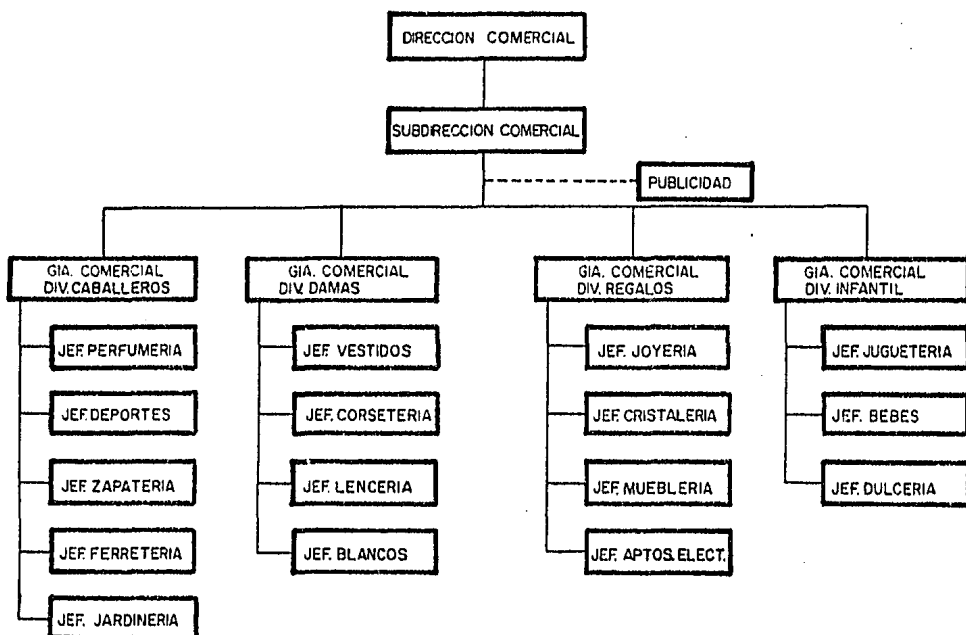 DIRECCION COMERCIAL
SUBDIRECCION COMERCIAL
PUBLICIDAD
GIA. COMERCIAL
DIV. CABALLEROS
JEF. PERFUMERIA
JEF. DEPORTES
JEF. ZAPATERIA
JEF. FERRETERIA
JEF. JARDINERIA
GIA. COMERCIAL
DIV. DAMAS
JEF. VESTIDOS
JEF. CORSETERIA
JEF. LENCERIA
JEF. BLANCOS
GIA. COMERCIAL
DIV. REGALOS
JEF. JOYERIA
JEF. CRISTALERIA
JEF. MUEBLERIA
JEF. APTOS. ELECT.
GIA. COMERCIAL
DIV. INFANTIL
JEF. JUGUETERIA
JEF. BEBES
JEF. DULCERIA